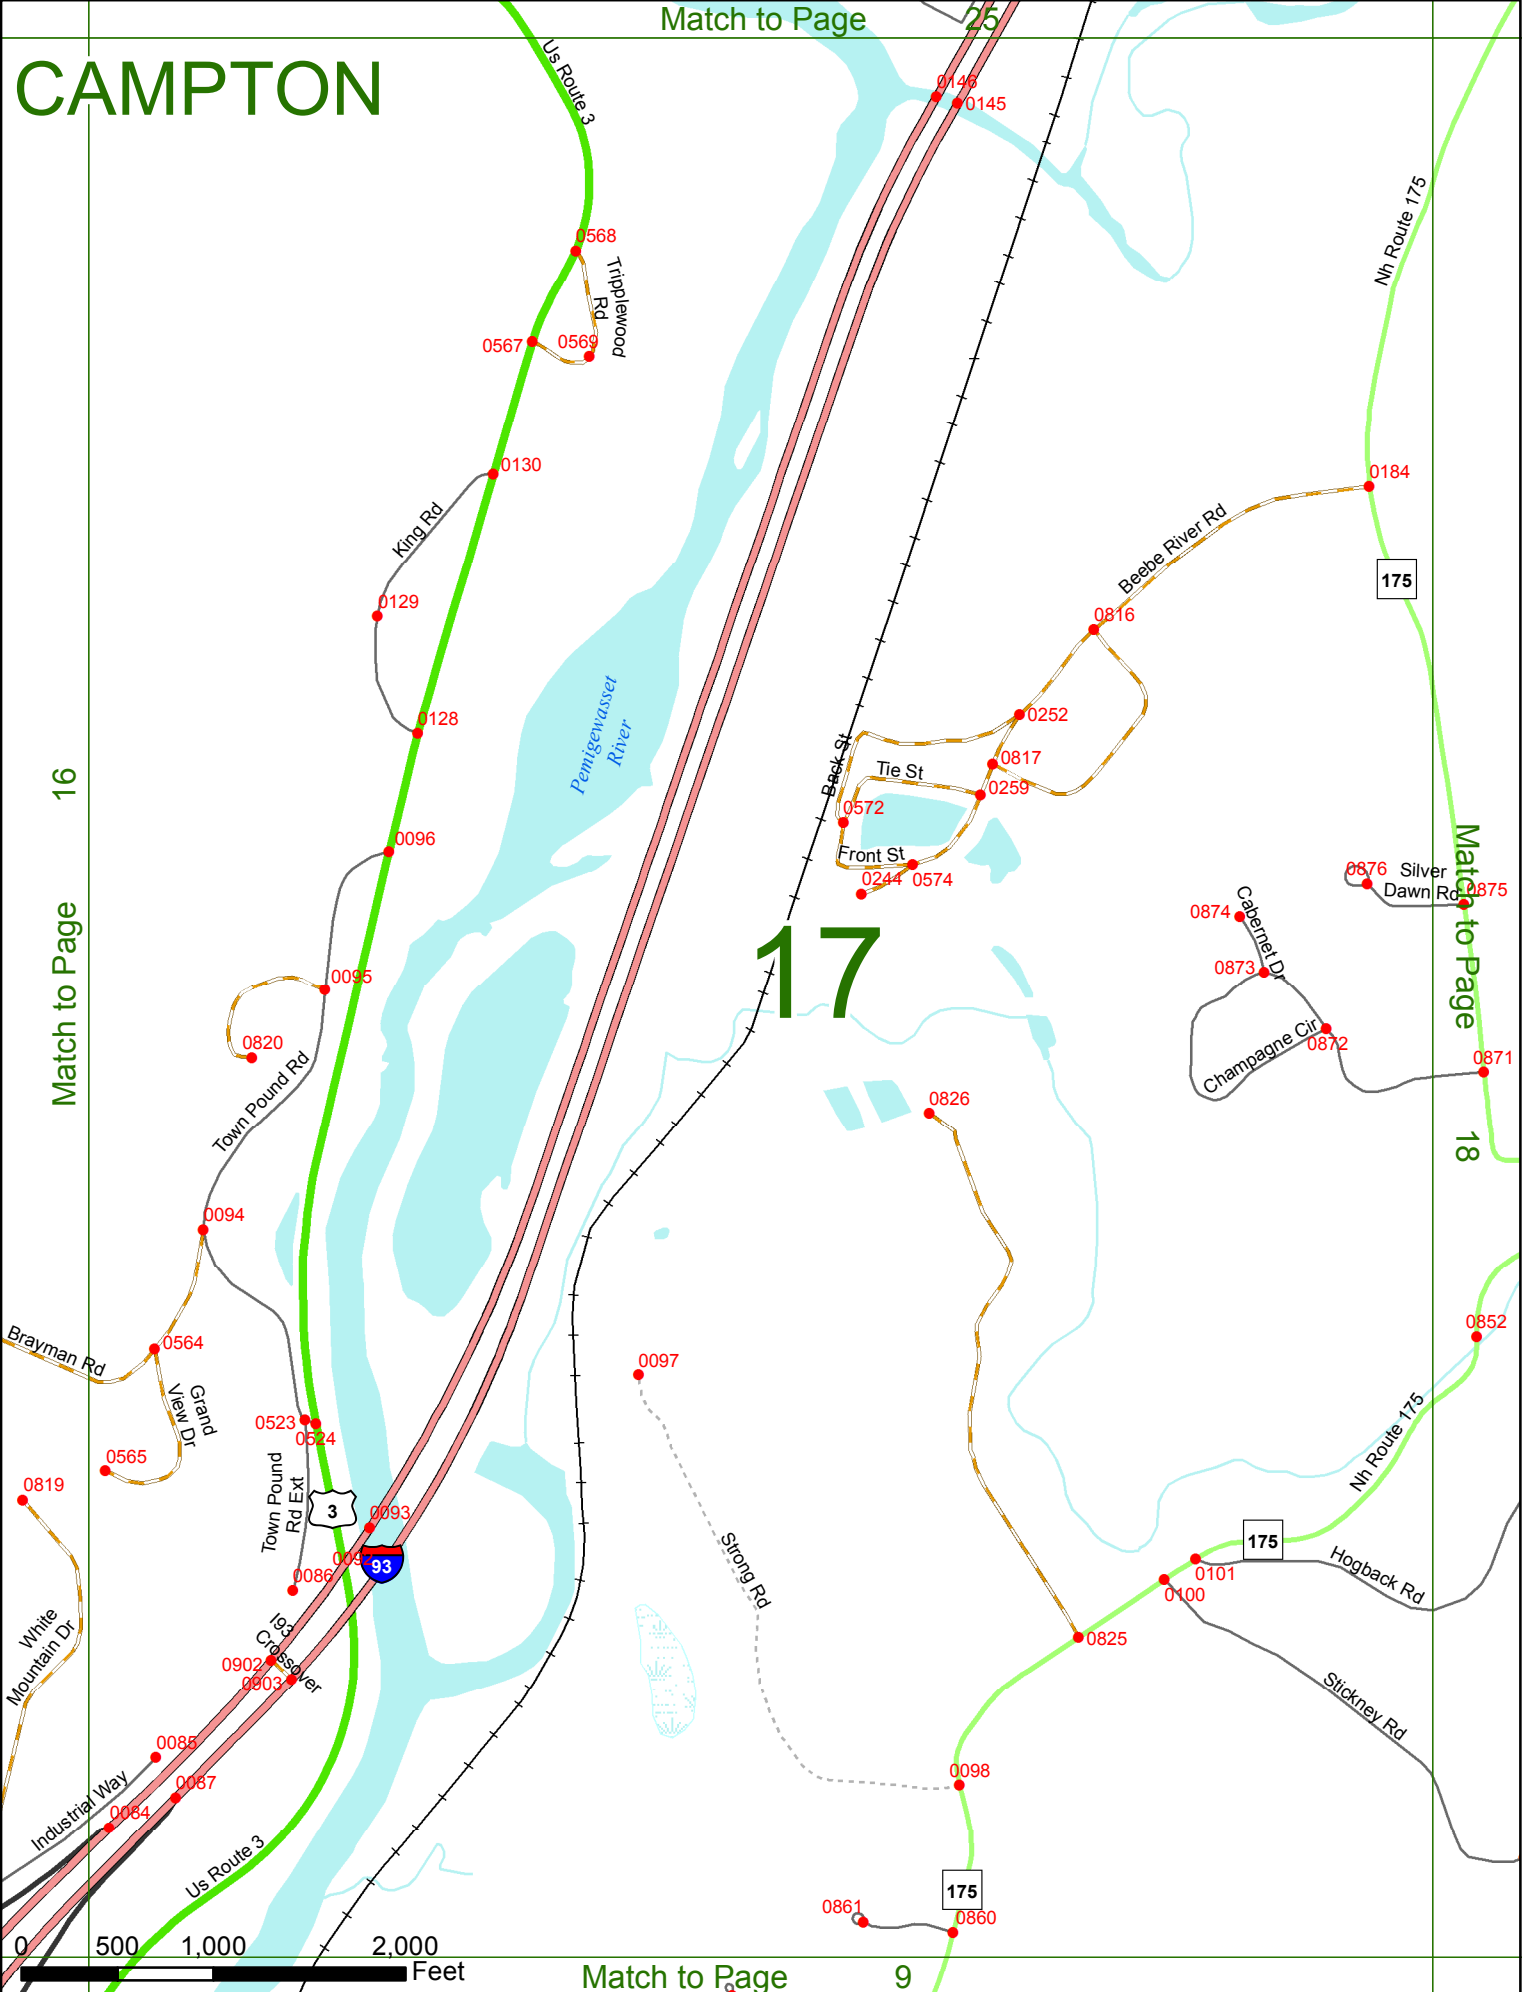 Match to Page 25
CAMPTON
Us Route 3
0146
0145
Nh Route 175
0568
Tripplewood
Rd
0567
0569
0130
King Rd
0184
Beebe River Rd
175
0129
0816
0128
0252
Pemigewasset
River
Back St
0817
Tie St
0259
16
Match to Page
0572
0096
Front St
0574
0244
0876
Silver
Dawn Rd
0875
Match to Page
18
0874
Cabernet Dr
17
0873
0095
0820
Champagne Cir
0872
0871
Town Pound Rd
0826
0094
Brayman Rd
0564
Grand
View Dr
0097
0852
0523
0524
0565
Nh Route 175
0819
Town Pound
Rd Ext
3
0093
0092
93
0086
Strong Rd
175
0101
0100
Hogback Rd
White
Mountain Dr
I93
Crossover
0902
0903
0825
Stickney Rd
0085
0087
0084
0098
Industrial Way
Us Route 3
175
0861
0860
0 500 1,000 2,000
Feet
Match to Page 9